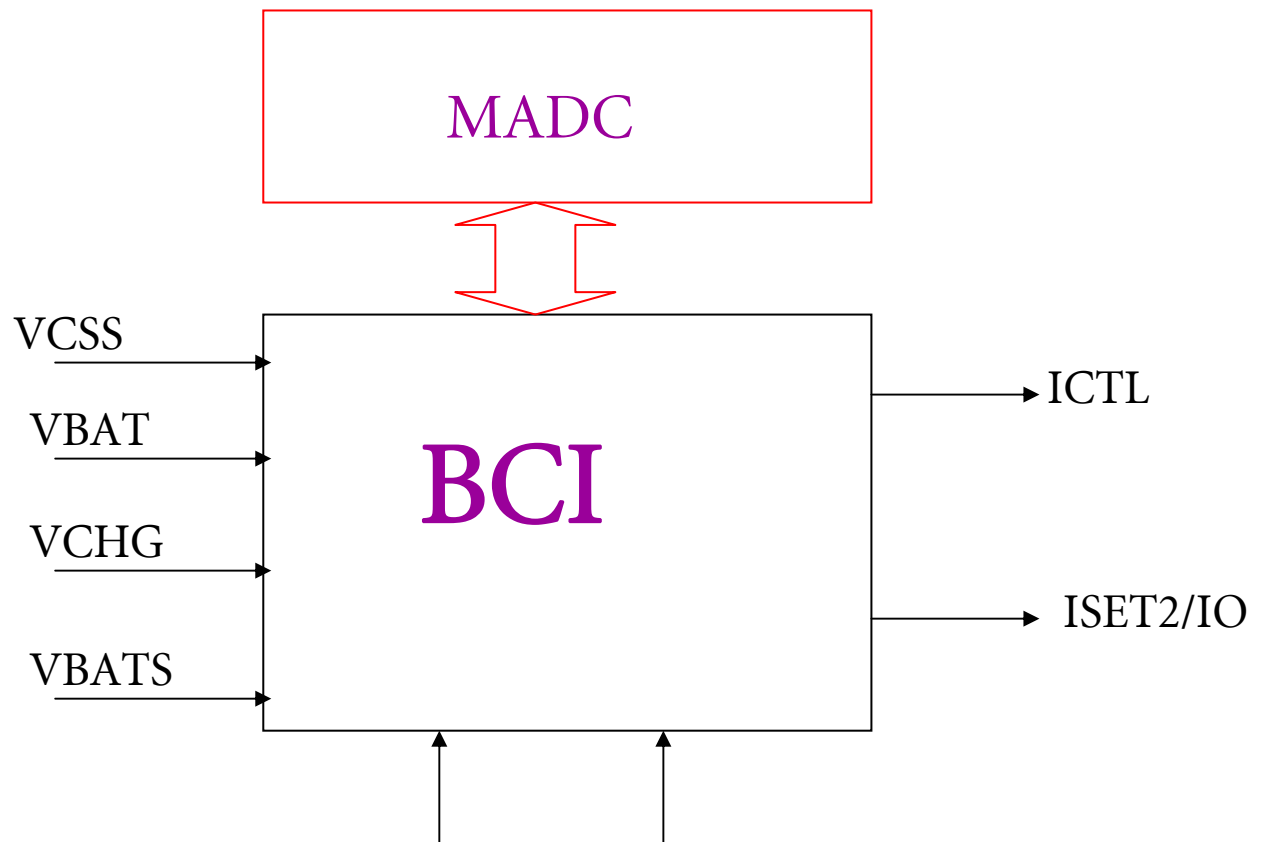 MADC
VCSS
ICTL
VBAT
BCI
VCHG
ISET2/IO
VBATS